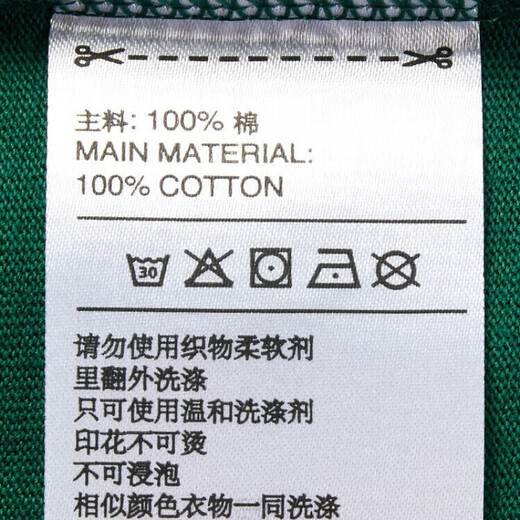 主料: 100% 棉
MAIN MATERIAL:
100% COTTON
30
请勿使用织物柔软剂
里翻外洗涤
只可使用温和洗涤剂
印花不可烫
不可浸泡
相似颜色衣物一同洗涤